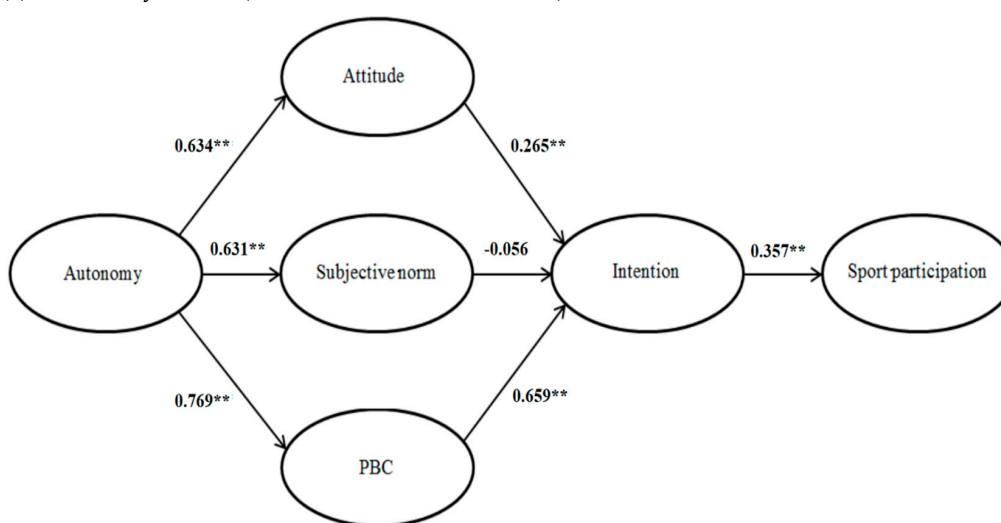 Attitude
0.634**
0.265**
Autonomy
0.631**
Subjective norm
-0.056
Intention
0.357**
Sport participation
0.769**
0.659**
PBC